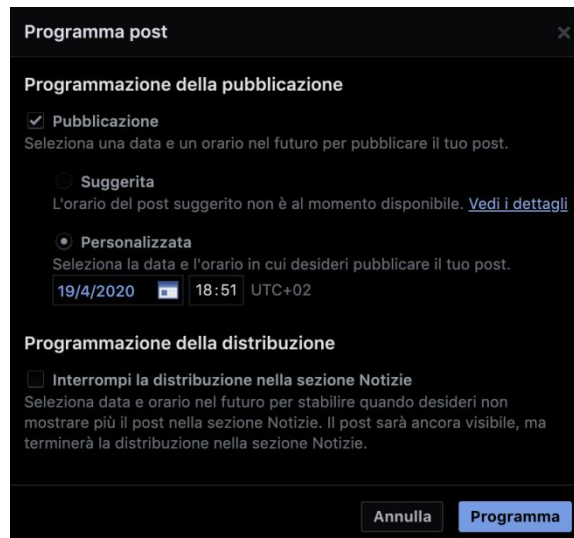 Programma post
Programmazione della pubblicazione
Pubblicazione
Seleziona una data e un orario nel futuro per pubblicare il tuo post.
Suggerita
L'orario del post suggerito non è al momento disponibile. Vedi i dettagli
Personalizzata
Seleziona la data e l'orario in cui desideri pubblicare il tuo post.
19/4/2020 18:51 UTC+02
Programmazione della distribuzione
Interrompi la distribuzione nella sezione Notizie
Seleziona data e orario nel futuro per stabilire quando desideri non
mostrare più il post nella sezione Notizie. Il post sarà ancora visibile, ma
terminerà la distribuzione nella sezione Notizie.
Annulla Programma